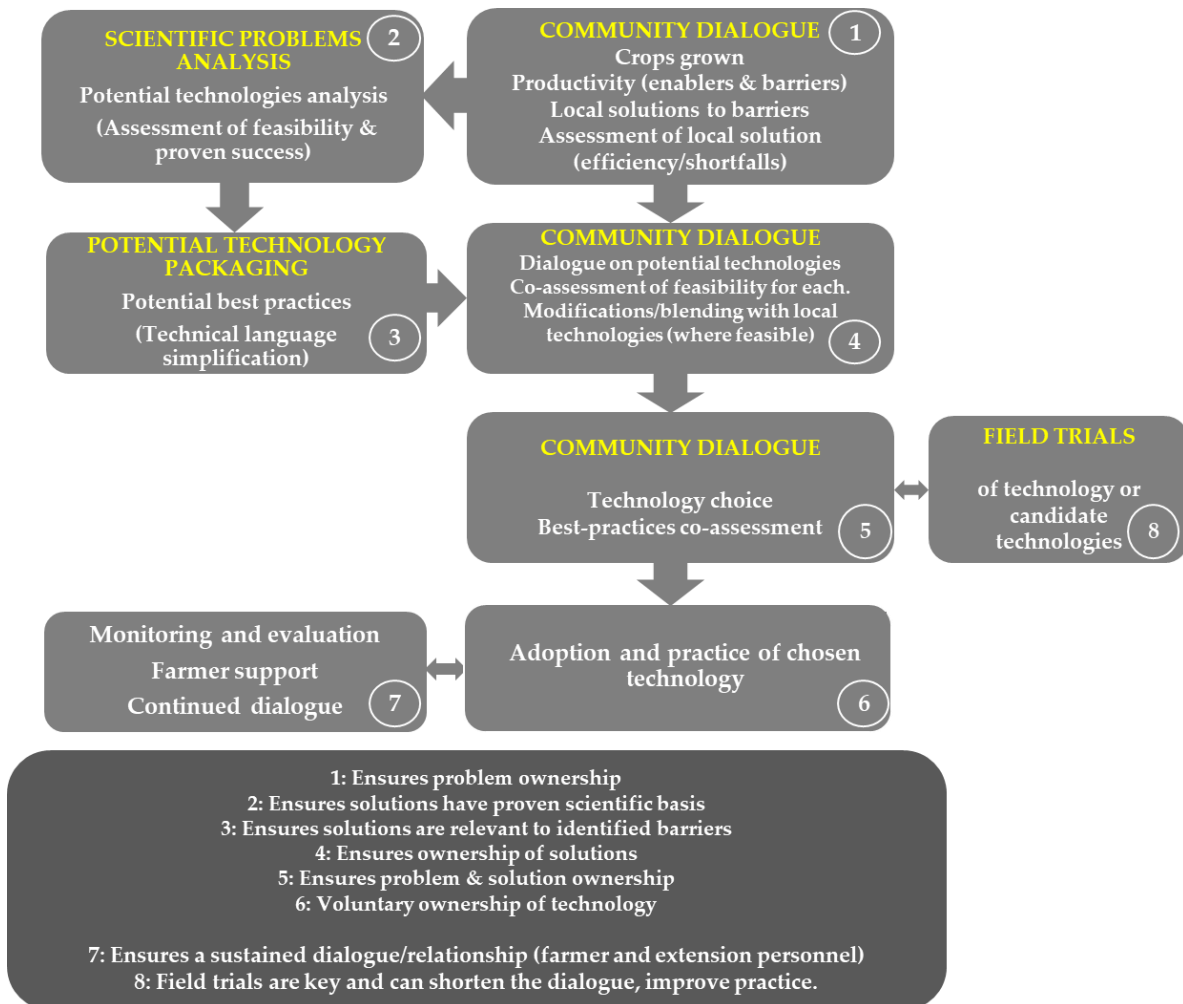 SCIENTIFIC PROBLEMS
ANALYSIS
2
Potential technologies analysis
(Assessment of feasibility &
proven success)
COMMUNITY DIALOGUE
1
Crops grown
Productivity (enablers & barriers)
Local solutions to barriers
Assessment of local solution
(efficiency/shortfalls)
POTENTIAL TECHNOLOGY
PACKAGING
Potential best practices
(Technical language
simplification)
3
COMMUNITY DIALOGUE
Dialogue on potential technologies
Co-assessment of feasibility for each.
Modifications/blending with local
technologies (where feasible)
4
COMMUNITY DIALOGUE
Technology choice
Best-practices co-assessment
5
FIELD TRIALS
of technology or
candidate
technologies
8
Monitoring and evaluation
Farmer support
Continued dialogue
7
Adoption and practice of chosen
technology
6
1: Ensures problem ownership
2: Ensures solutions have proven scientific basis
3: Ensures solutions are relevant to identified barriers
4: Ensures ownership of solutions
5: Ensures problem & solution ownership
6: Voluntary ownership of technology
7: Ensures a sustained dialogue/relationship (farmer and extension personnel)
8: Field trials are key and can shorten the dialogue, improve practice.